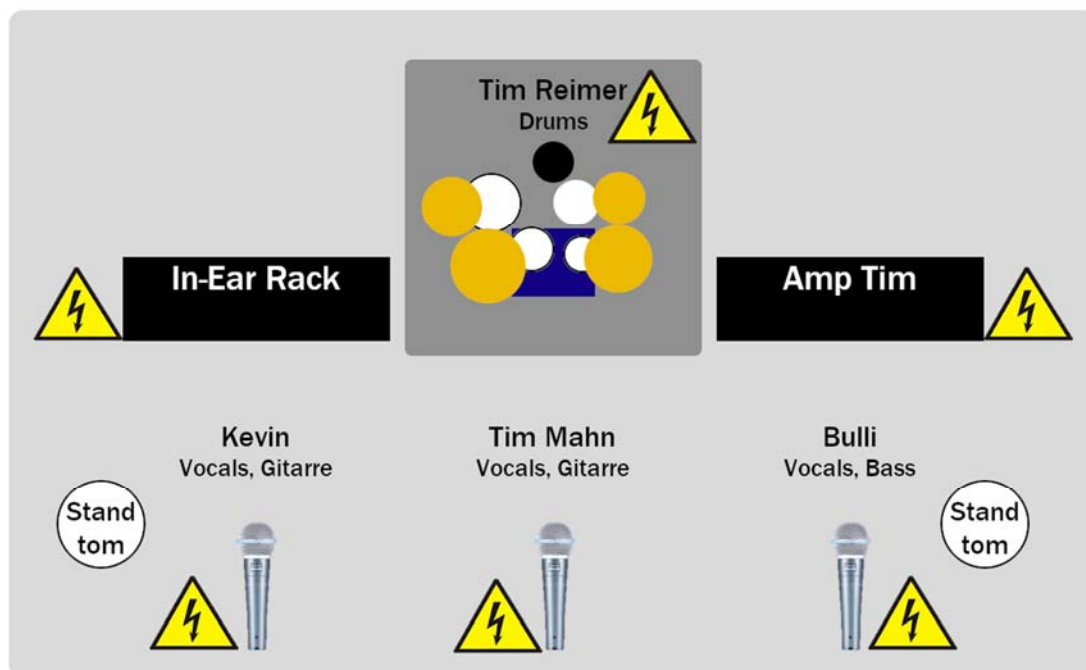 Tim Reimer
Drums
In-Ear Rack
Amp Tim
Kevin
Vocals, Gitarre
Tim Mahn
Vocals, Gitarre
Bulli
Vocals, Bass
Stand
tom
Stand
tom